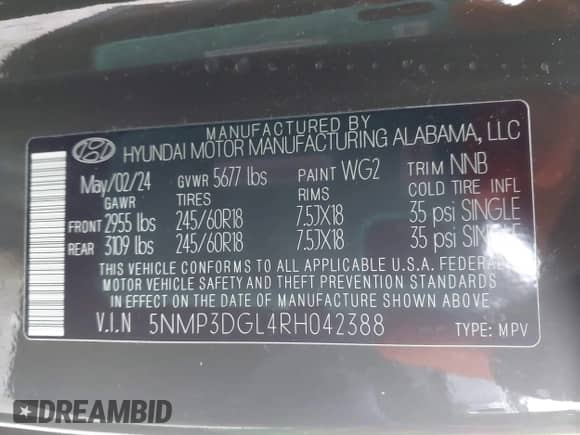 MANUFACTURED BY
HYUNDAI MOTOR MANUFACTURING ALABAMA, LLC
May/02/24 GVWR 5677 lbs PAINT WG2 TRIM NNB
GAWR TIRES RIMS COLD TIRE INFL
FRONT 2955 lbs 245/60R18 7.5JX18 35 psi SINGLE
REAR 3109 lbs 245/60R18 7.5JX18 35 psi SINGLE
THIS VEHICLE CONFORMS TO ALL APPLICABLE U.S.A. FEDERAL
MOTOR VEHICLE SAFETY AND THEFT PREVENTION STANDARDS
IN EFFECT ON THE DATE OF MANUFACTURE SHOWN ABOVE.
V.I.N 5NMP3DGL4RH042388 TYPE: MPV
DREAMBID